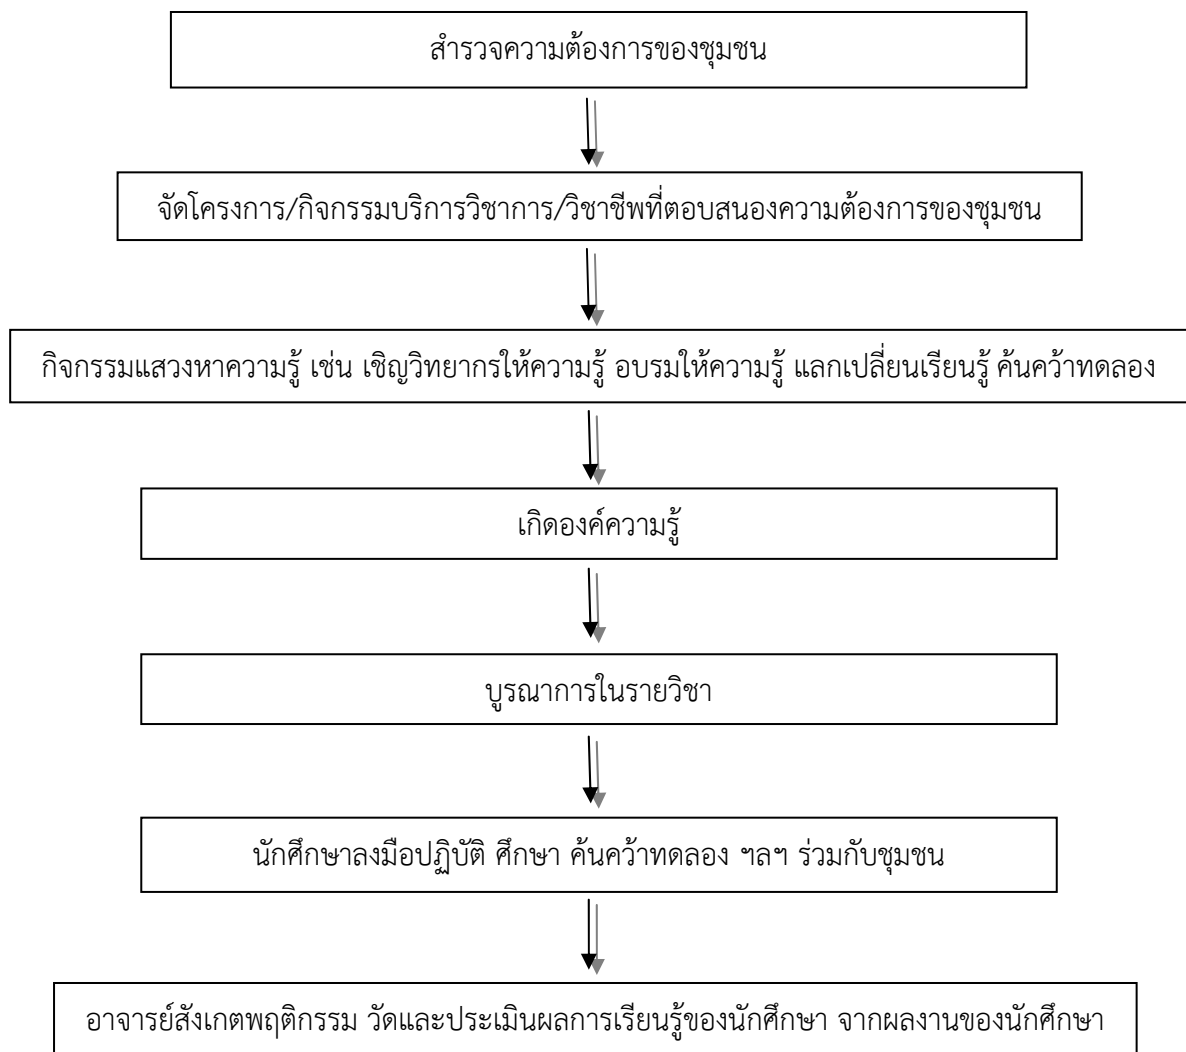 สำรวจความต้องการของชุมชน
จัดโครงการ/กิจกรรมบริการวิชาการ/วิชาชีพที่ตอบสนองความต้องการของชุมชน
กิจกรรมแสวงหาความรู้ เช่น เชิญวิทยากรให้ความรู้ อบรมให้ความรู้ แลกเปลี่ยนเรียนรู้ ค้นคว้าทดลอง
เกิดองค์ความรู้
บูรณาการในรายวิชา
นักศึกษาลงมือปฏิบัติ ศึกษา ค้นคว้าทดลอง ฯลฯ ร่วมกับชุมชน
อาจารย์สังเกตพฤติกรรม วัดและประเมินผลการเรียนรู้ของนักศึกษา จากผลงานของนักศึกษา